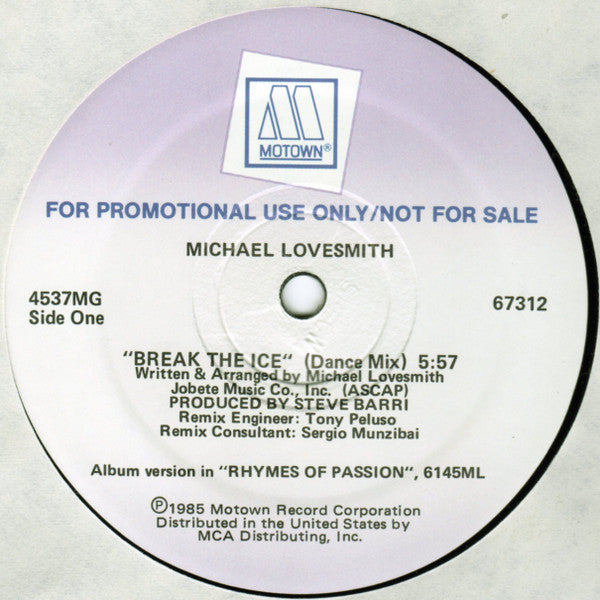 MOTOWN®
FOR PROMOTIONAL USE ONLY/NOT FOR SALE
MICHAEL LOVESMITH
4537MG
Side One
67312
"BREAK THE ICE" (Dance Mix) 5:57
Written & Arranged by Michael Lovesmith
Jobete Music Co., Inc. (ASCAP)
PRODUCED BY STEVE BARRI
Remix Engineer: Tony Peluso
Remix Consultant: Sergio Munzibai
Album version in "RHYMES OF PASSION", 6145ML
Ⓟ1985 Motown Record Corporation
Distributed in the United States by
MCA Distributing, Inc.